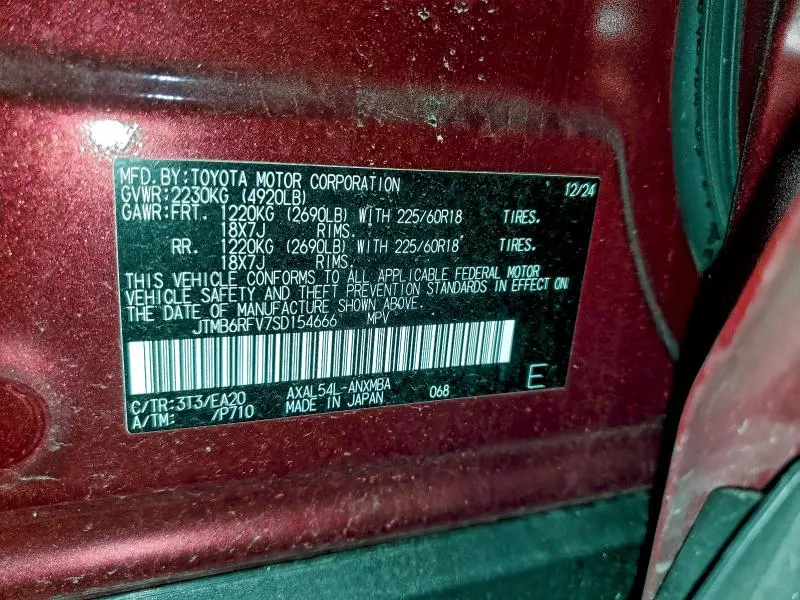 MFD. BY:TOYOTA MOTOR CORPORATION 12/24
GVWR:2230KG (4920LB)
GAWR:FRT. 1220KG (2690LB) WITH 225/60R18 TIRES.
18X7J RIMS.
RR. 1220KG (2690LB) WITH 225/60R18 TIRES.
18X7J RIMS.
THIS VEHICLE CONFORMS TO ALL APPLICABLE FEDERAL MOTOR
VEHICLE SAFETY AND THEFT PREVENTION STANDARDS IN EFFECT ON
THE DATE OF MANUFACTURE SHOWN ABOVE.
JTMB6RFV7SD154666 MPV
C/TR:3T3/EA20 AXAL54L-ANXMBA 068 E
A/TM: /P710 MADE IN JAPAN